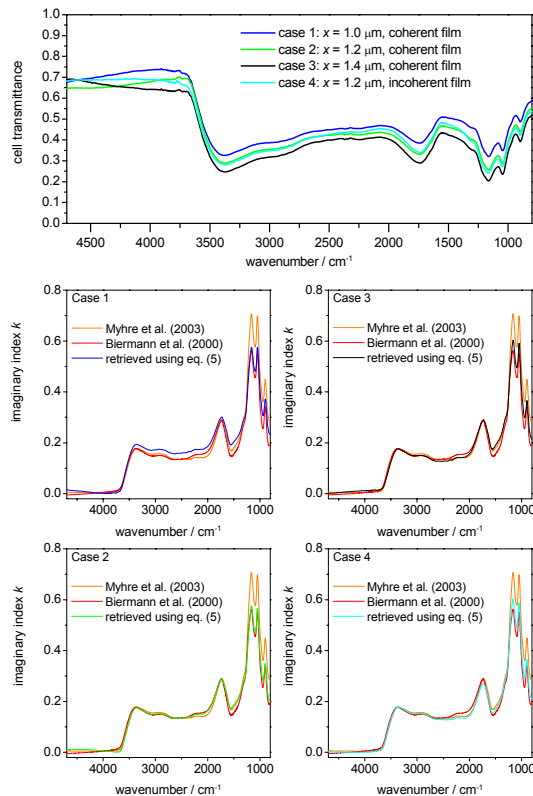 case 1: x = 1.0 μm, coherent film
case 2: x = 1.2 μm, coherent film
case 3: x = 1.4 μm, coherent film
case 4: x = 1.2 μm, incoherent film
cell transmittance
1.0
0.9
0.8
0.7
0.6
0.5
0.4
0.3
0.2
0.1
0.0
4500 4000 3500 3000 2500 2000 1500 1000
wavenumber / cm⁻¹
Case 1
Myhre et al. (2003)
Biermann et al. (2000)
retrieved using eq. (5)
imaginary index k
0.8
0.6
0.4
0.2
0.0
4000 3000 2000 1000
wavenumber / cm⁻¹
Case 3
Myhre et al. (2003)
Biermann et al. (2000)
retrieved using eq. (5)
imaginary index k
0.8
0.6
0.4
0.2
0.0
4000 3000 2000 1000
wavenumber / cm⁻¹
Case 2
Myhre et al. (2003)
Biermann et al. (2000)
retrieved using eq. (5)
imaginary index k
0.8
0.6
0.4
0.2
0.0
4000 3000 2000 1000
wavenumber / cm⁻¹
Case 4
Myhre et al. (2003)
Biermann et al. (2000)
retrieved using eq. (5)
imaginary index k
0.8
0.6
0.4
0.2
0.0
4000 3000 2000 1000
wavenumber / cm⁻¹